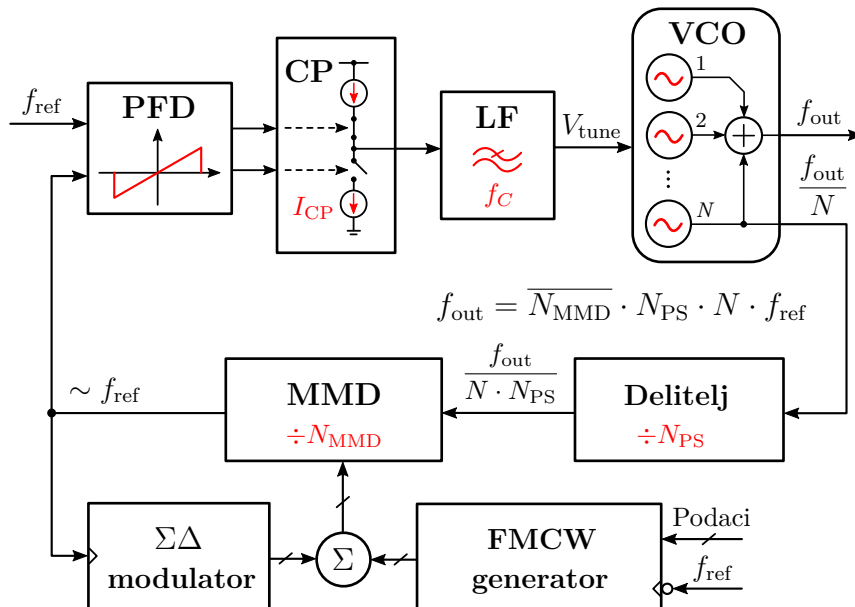 f_ref
PFD
CP
I_CP
LF
f_C
V_tune
VCO
1
2
⋮
N
f_out
f_out / N
f_out = \overline{N_MMD} · N_PS · N · f_ref
∼ f_ref
MMD
÷N_MMD
f_out / N · N_PS
Delitelj
÷N_PS
ΣΔ
modulator
Σ
FMCW
generator
Podaci
f_ref